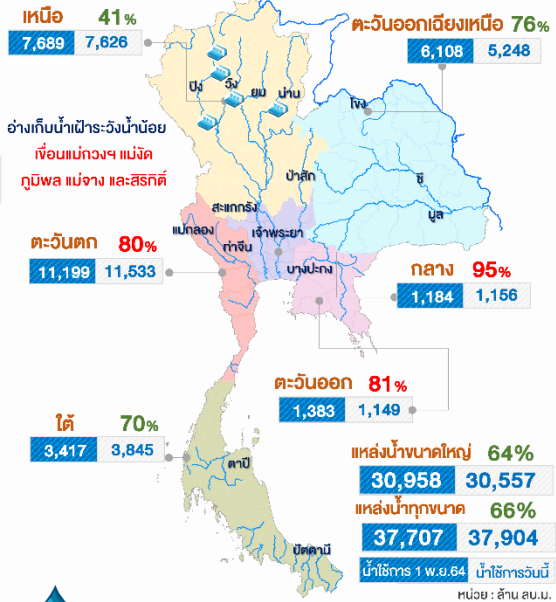 เหนือ 41%
7,689 7,626
ตะวันออกเฉียงเหนือ 76%
6,108 5,248
ปิง
วัง
ยม
น่าน
โขง
อ่างเก็บน้ำเฝ้าระวังน้ำน้อย
เขื่อนแม่กวงฯ แม่งัด
ภูมิพล แม่จาง และสิริกิติ์
ป่าสัก
ชี
มูล
สะแกกรัง
แม่กลอง
เจ้าพระยา
ท่าจีน
บางปะกง
ตะวันตก 80%
11,199 11,533
กลาง 95%
1,184 1,156
ตะวันออก 81%
1,383 1,149
ใต้ 70%
3,417 3,845
ตาปี
ปัตตานี
แหล่งน้ำขนาดใหญ่ 64%
30,958 30,557
แหล่งน้ำทุกขนาด 66%
37,707 37,904
น้ำใช้การ 1 พ.ย.64 น้ำใช้การวันนี้
หน่วย : ล้าน ลบ.ม.